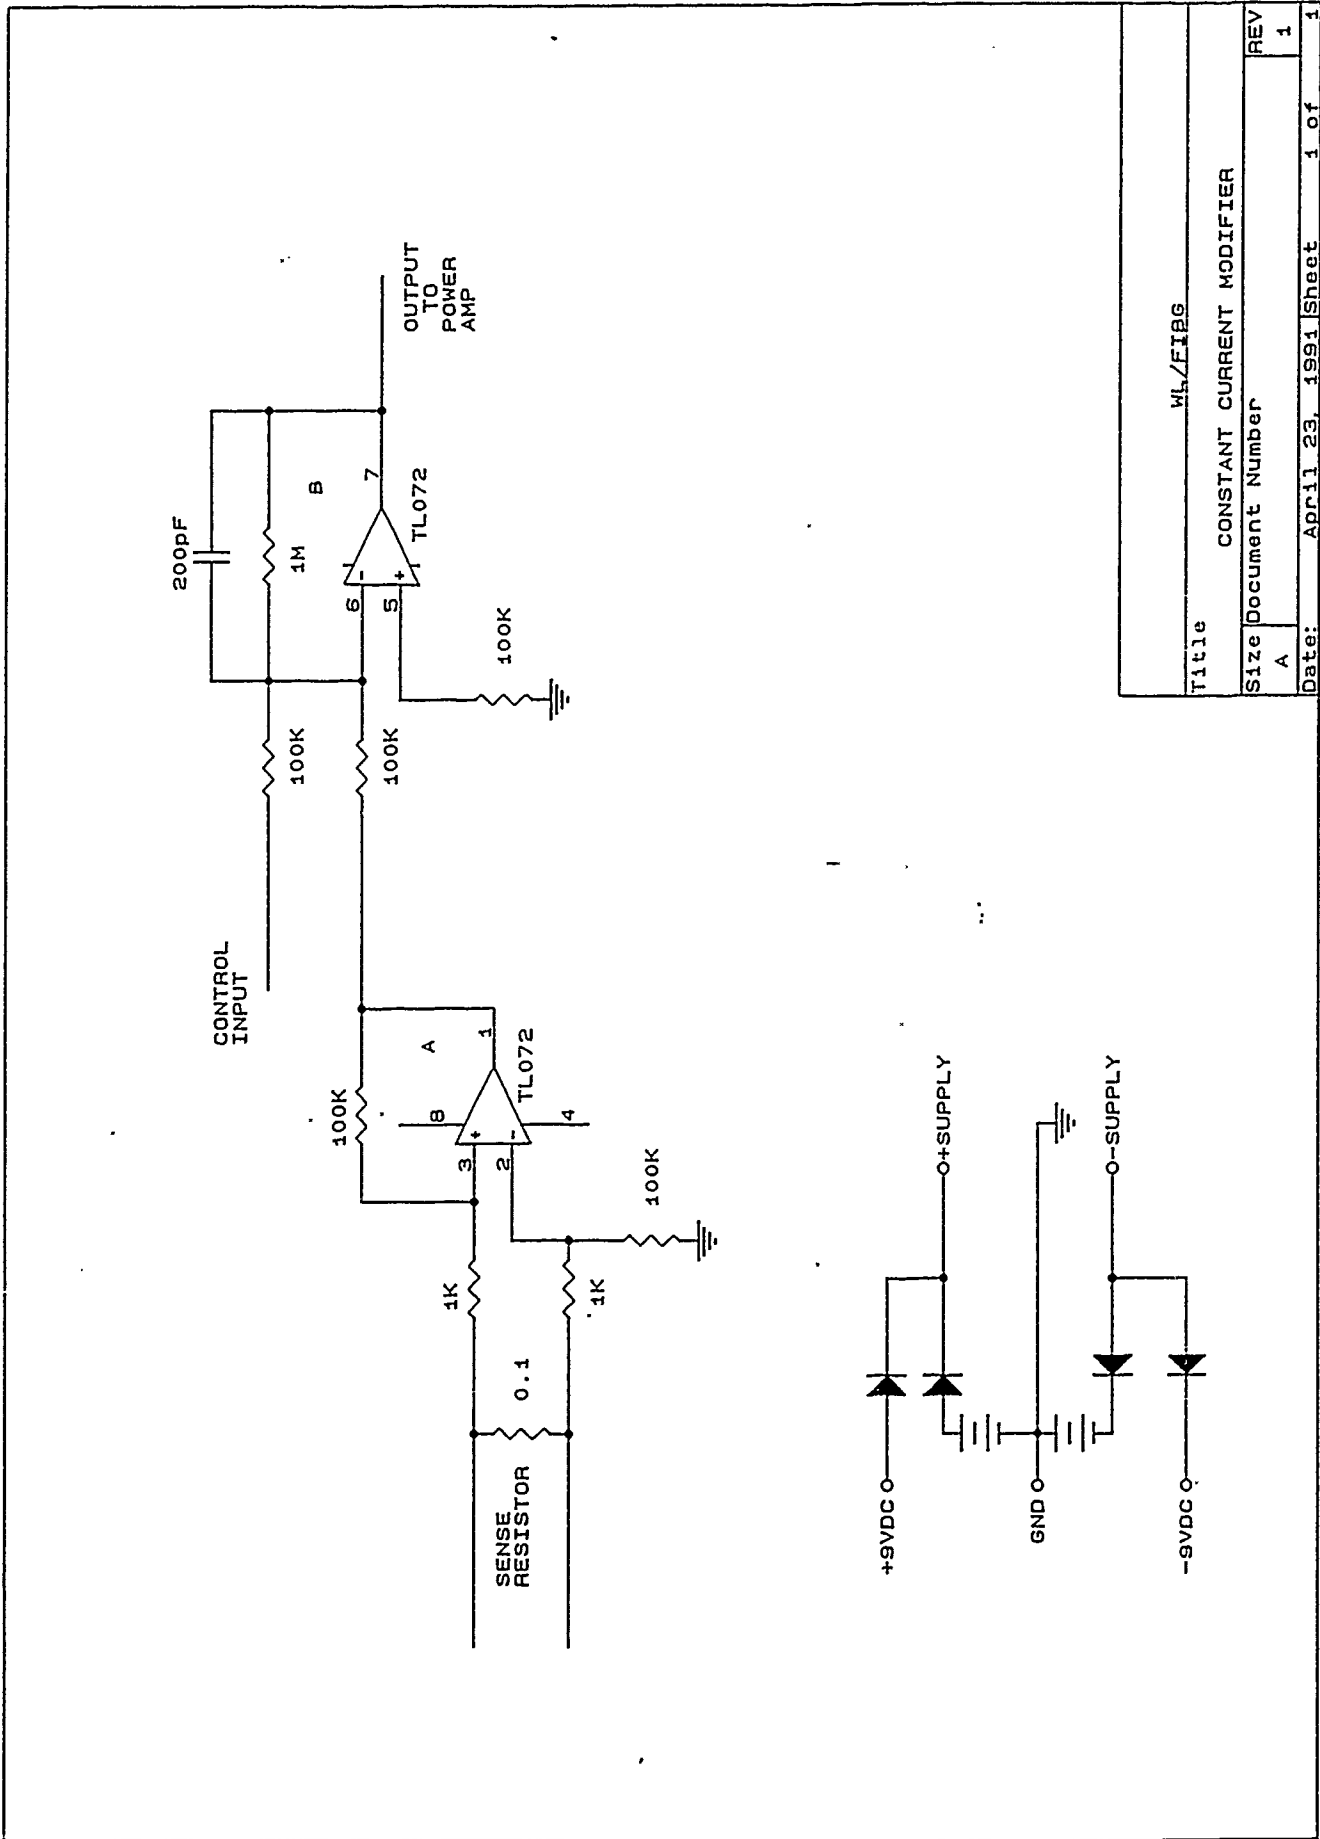 200pF
1M
B
6
7
5
TL072
OUTPUT
TO
POWER
AMP
100K
100K
100K
CONTROL
INPUT
100K
A
8
3
1
2
4
TL072
1K
1K
100K
SENSE
RESISTOR
0.1
+9VDC
+SUPPLY
GND
-SUPPLY
-9VDC
WL/FIBG
Title
CONSTANT CURRENT MODIFIER
Size Document Number REV
A 1
Date: April 23, 1991 Sheet 1 of 1